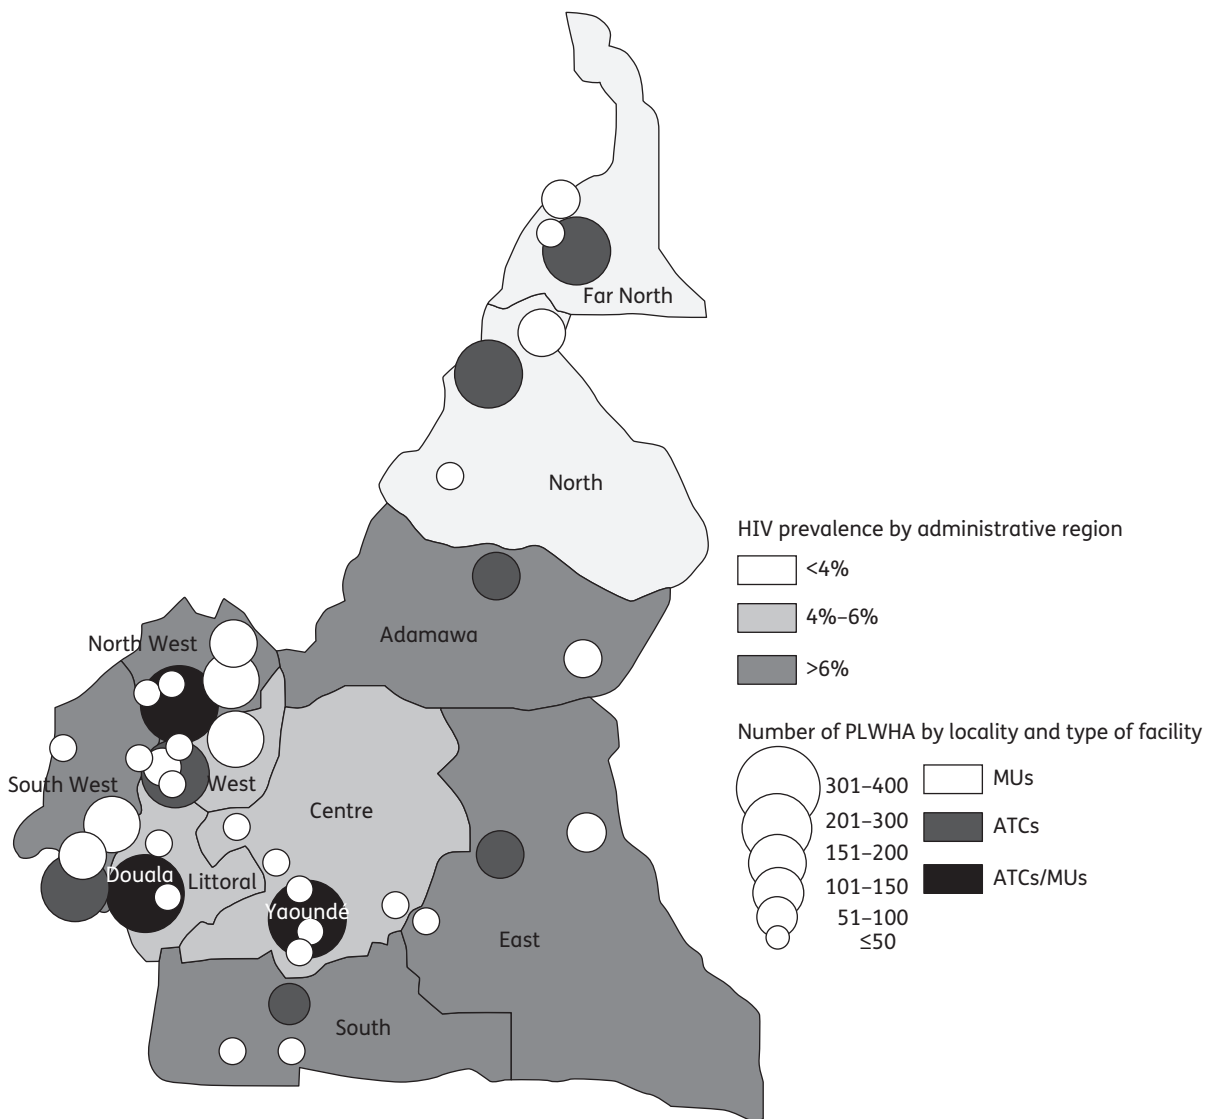 Far North
North
Adamawa
North West
South West
West
Centre
Douala
Littoral
Yaoundé
East
South
HIV prevalence by administrative region
<4%
4%–6%
>6%
Number of PLWHA by locality and type of facility
301–400
201–300
151–200
101–150
51–100
≤50
MUs
ATCs
ATCs/MUs